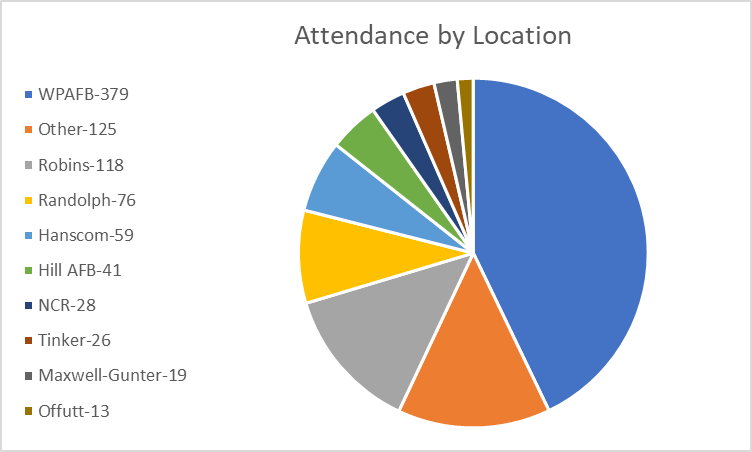 Attendance by Location
WPAFB-379
Other-125
Robins-118
Randolph-76
Hanscom-59
Hill AFB-41
NCR-28
Tinker-26
Maxwell-Gunter-19
Offutt-13